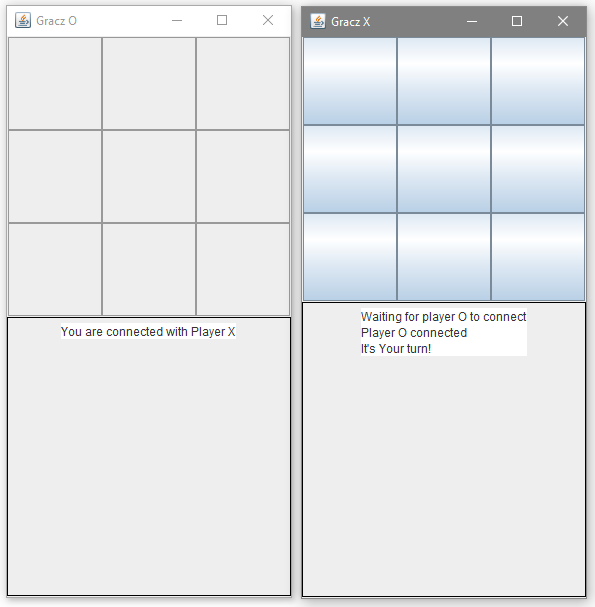 Gracz O
You are connected with Player X
Gracz X
Waiting for player O to connect
Player O connected
It's Your turn!